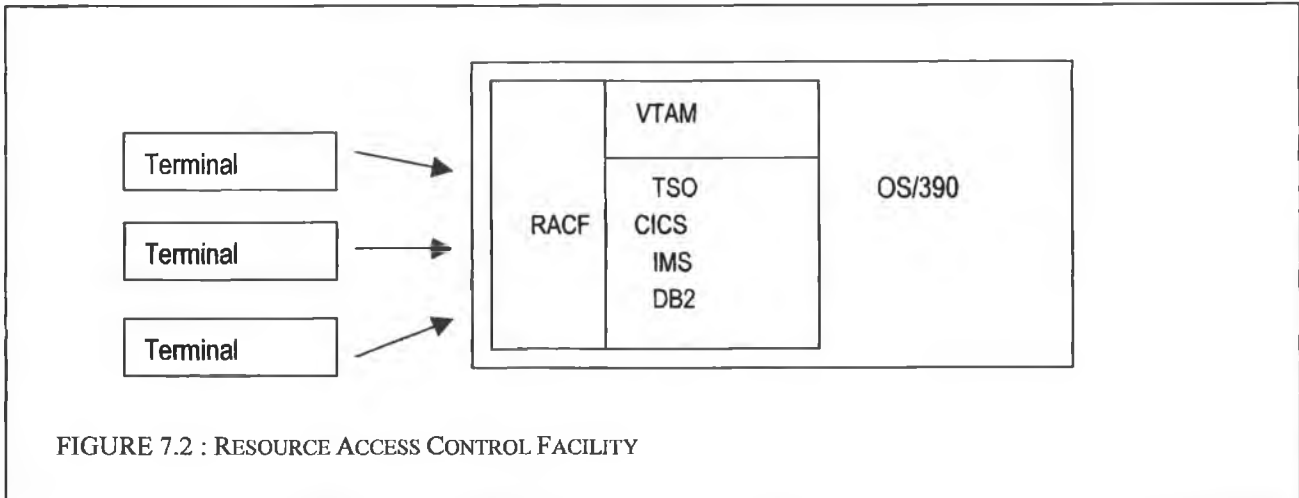 Terminal
Terminal
Terminal
RACF
VTAM
TSO
CICS
IMS
DB2
OS/390
FIGURE 7.2 : RESOURCE ACCESS CONTROL FACILITY